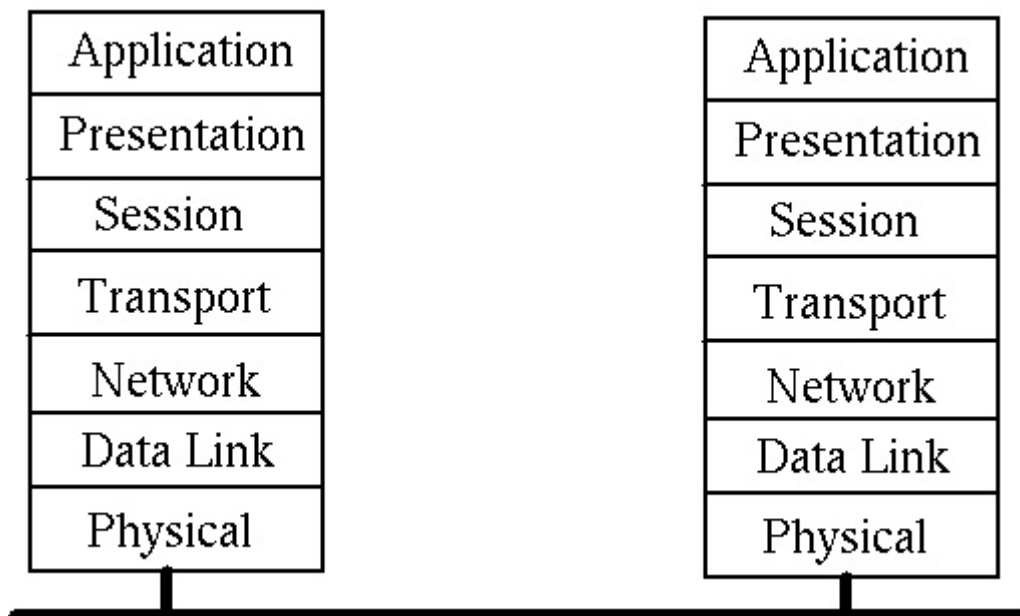 Application
Presentation
Session
Transport
Network
Data Link
Physical
Application
Presentation
Session
Transport
Network
Data Link
Physical